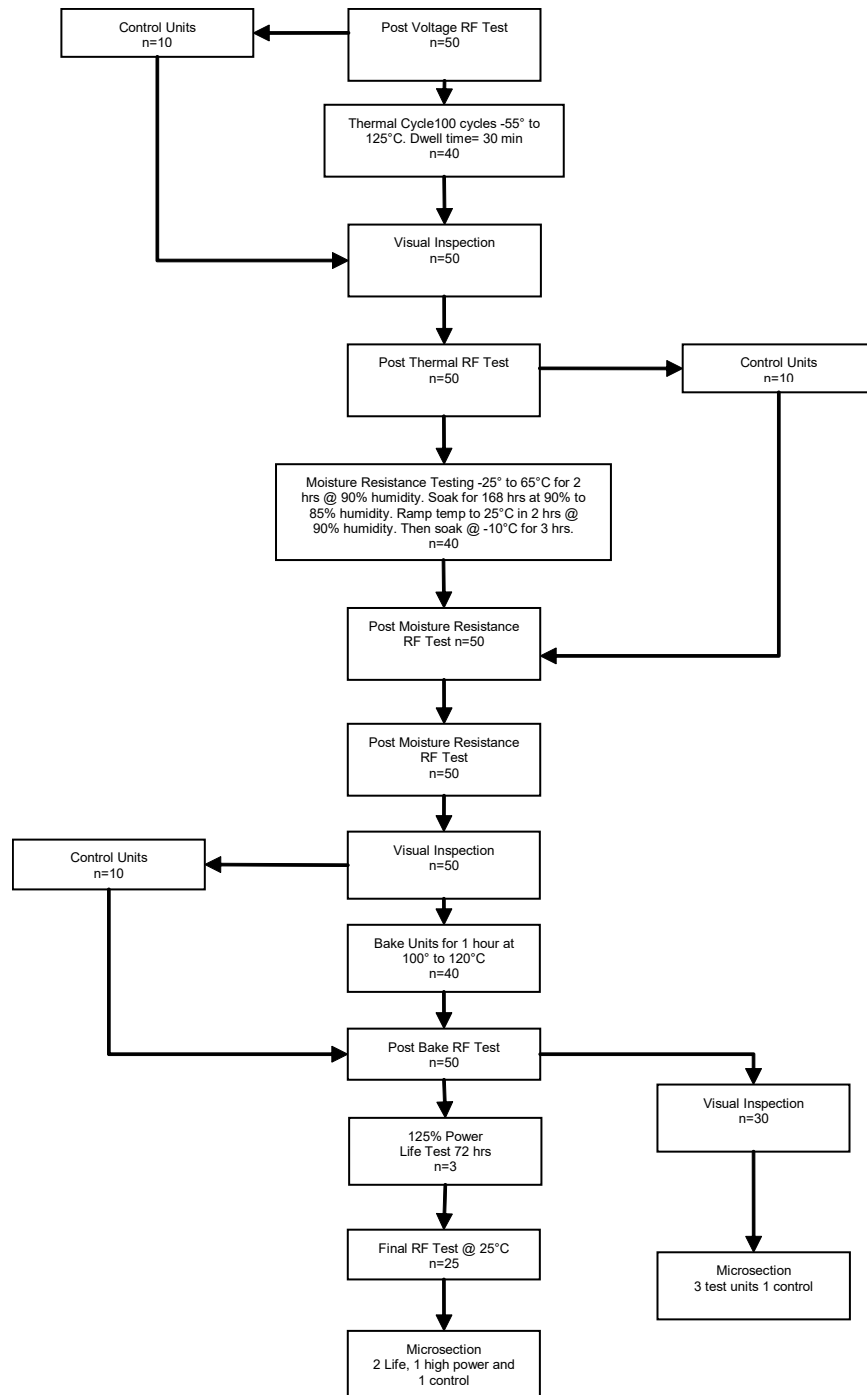 Control Units
n=10
Post Voltage RF Test
n=50
Thermal Cycle100 cycles -55° to
125°C. Dwell time= 30 min
n=40
Visual Inspection
n=50
Post Thermal RF Test
n=50
Control Units
n=10
Moisture Resistance Testing -25° to 65°C for 2
hrs @ 90% humidity. Soak for 168 hrs at 90% to
85% humidity. Ramp temp to 25°C in 2 hrs @
90% humidity. Then soak @ -10°C for 3 hrs.
n=40
Post Moisture Resistance
RF Test n=50
Post Moisture Resistance
RF Test
n=50
Visual Inspection
n=50
Control Units
n=10
Bake Units for 1 hour at
100° to 120°C
n=40
Post Bake RF Test
n=50
Visual Inspection
n=30
125% Power
Life Test 72 hrs
n=3
Final RF Test @ 25°C
n=25
Microsection
3 test units 1 control
Microsection
2 Life, 1 high power and
1 control